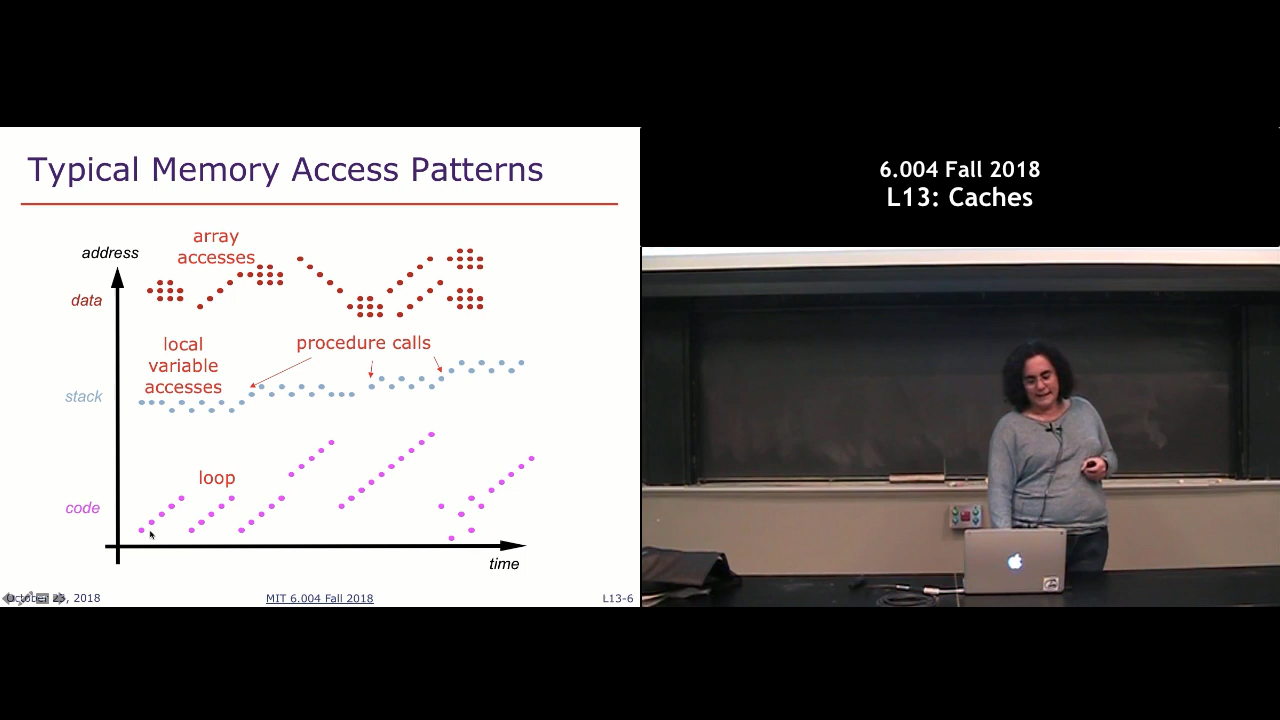 Typical Memory Access Patterns
array
accesses
address
data
local
variable
accesses
procedure calls
stack
loop
code
time
MIT 6.004 Fall 2018
L13-6
6.004 Fall 2018
L13: Caches